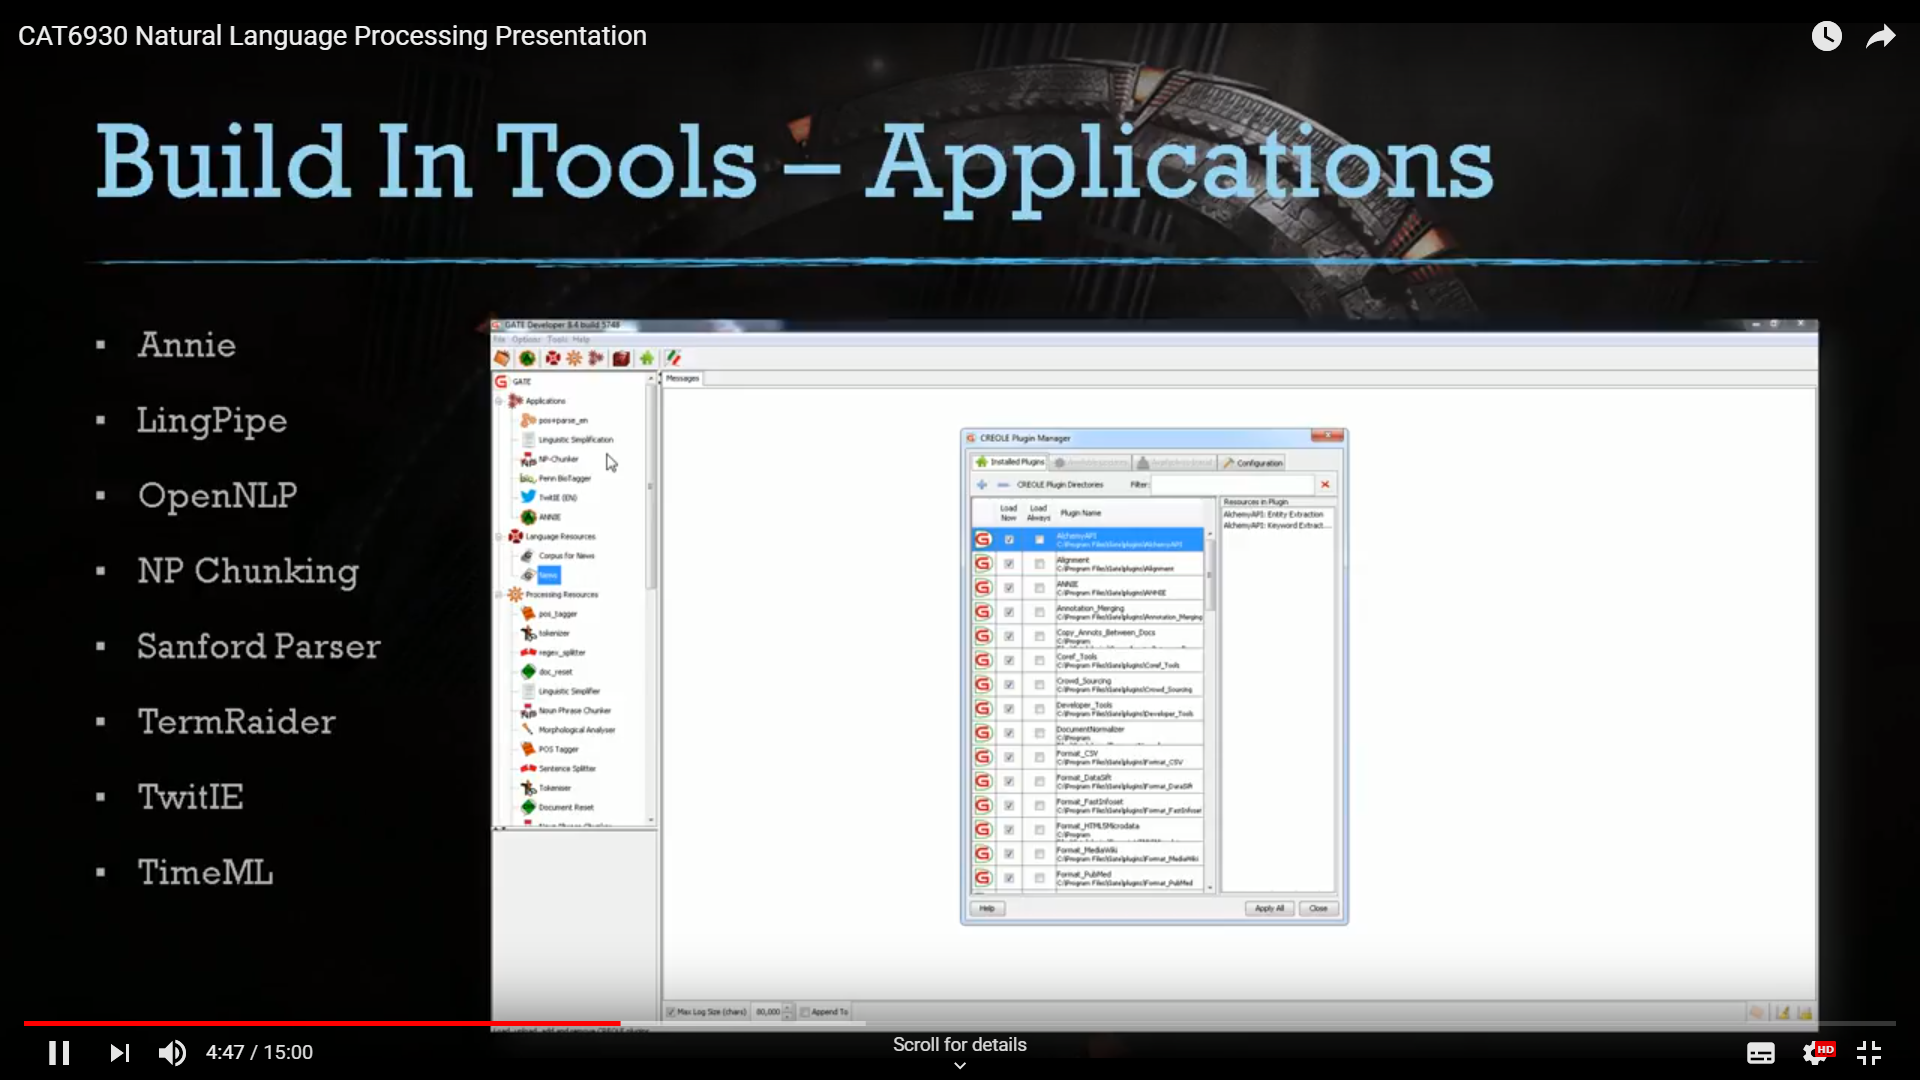 CAT6930 Natural Language Processing Presentation
Build In Tools – Applications
▪ Annie
▪ LingPipe
▪ OpenNLP
▪ NP Chunking
▪ Sanford Parser
▪ TermRaider
▪ TwitIE
▪ TimeML
GATE Developer 8.4 build 5748
File Options Tools Help
GATE
Applications
pos+parse_en
Linguistic Simplification
NP-Chunker
Penn BioTagger
TwitIE (EN)
ANNIE
Language Resources
Corpus for News
Processing Resources
pos_tagger
tokenizer
regex_splitter
doc_reset
Linguistic Simplifier
Noun Phrase Chunker
Morphological Analyser
POS Tagger
Sentence Splitter
Tokeniser
Document Reset
Noun Phrase Chunker
Messages
CREOLE Plugin Manager
Installed Plugins
Configuration
CREOLE Plugin Directories Filter:
Load Now
Load Always
Plugin Name
AlchemyAPI
C:\Program Files\Gate\plugins\AlchemyAPI
Alignment
C:\Program Files\Gate\plugins\Alignment
ANNIE
C:\Program Files\Gate\plugins\ANNIE
Annotation_Merging
C:\Program Files\Gate\plugins\Annotation_Merging
Copy_Annots_Between_Docs
C:\Program
Coref_Tools
C:\Program Files\Gate\plugins\Coref_Tools
Crowd_Sourcing
C:\Program Files\Gate\plugins\Crowd_Sourcing
Developer_Tools
C:\Program Files\Gate\plugins\Developer_Tools
DocumentNormalizer
C:\Program
Format_CSV
C:\Program Files\Gate\plugins\Format_CSV
Format_DataSift
C:\Program Files\Gate\plugins\Format_DataSift
Format_FastInfoset
C:\Program Files\Gate\plugins\Format_FastInfoset
Format_HTML5Microdata
C:\Program
Format_MediaWiki
C:\Program Files\Gate\plugins\Format_MediaWiki
Format_PubMed
C:\Program Files\Gate\plugins\Format_PubMed
Resources in Plugin
AlchemyAPI: Entity Extraction
AlchemyAPI: Keyword Extract...
Help
Apply All
Close
Max Log Size (chars) 80,000 Append To
4:47 / 15:00
Scroll for details
HD